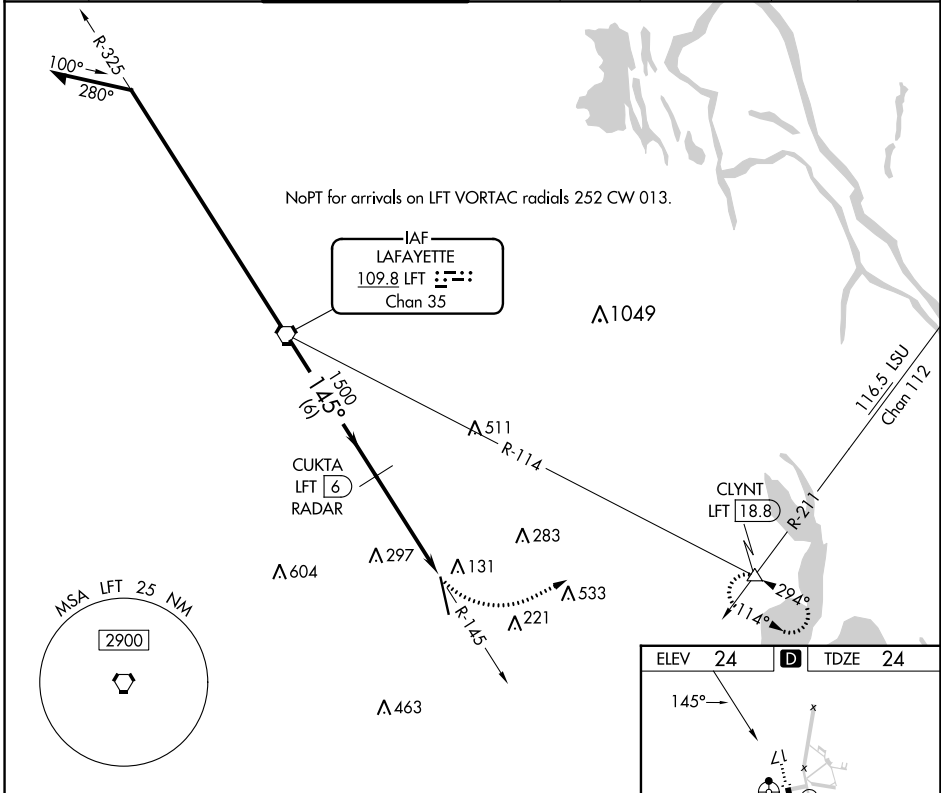 R-325
100°
280°
NoPT for arrivals on LFT VORTAC radials 252 CW 013.
IAF
LAFAYETTE
109.8 LFT
Chan 35
1049
116.5 LSU
Chan 112
1500
145°
(6)
511
R-114
CUKTA
LFT 6
RADAR
CLYNT
LFT 18.8
R-211
283
297
131
604
533
294°
114°
221
R-145
MSA LFT 25 NM
2900
463
ELEV 24 D TDZE 24
145°
17
x
x